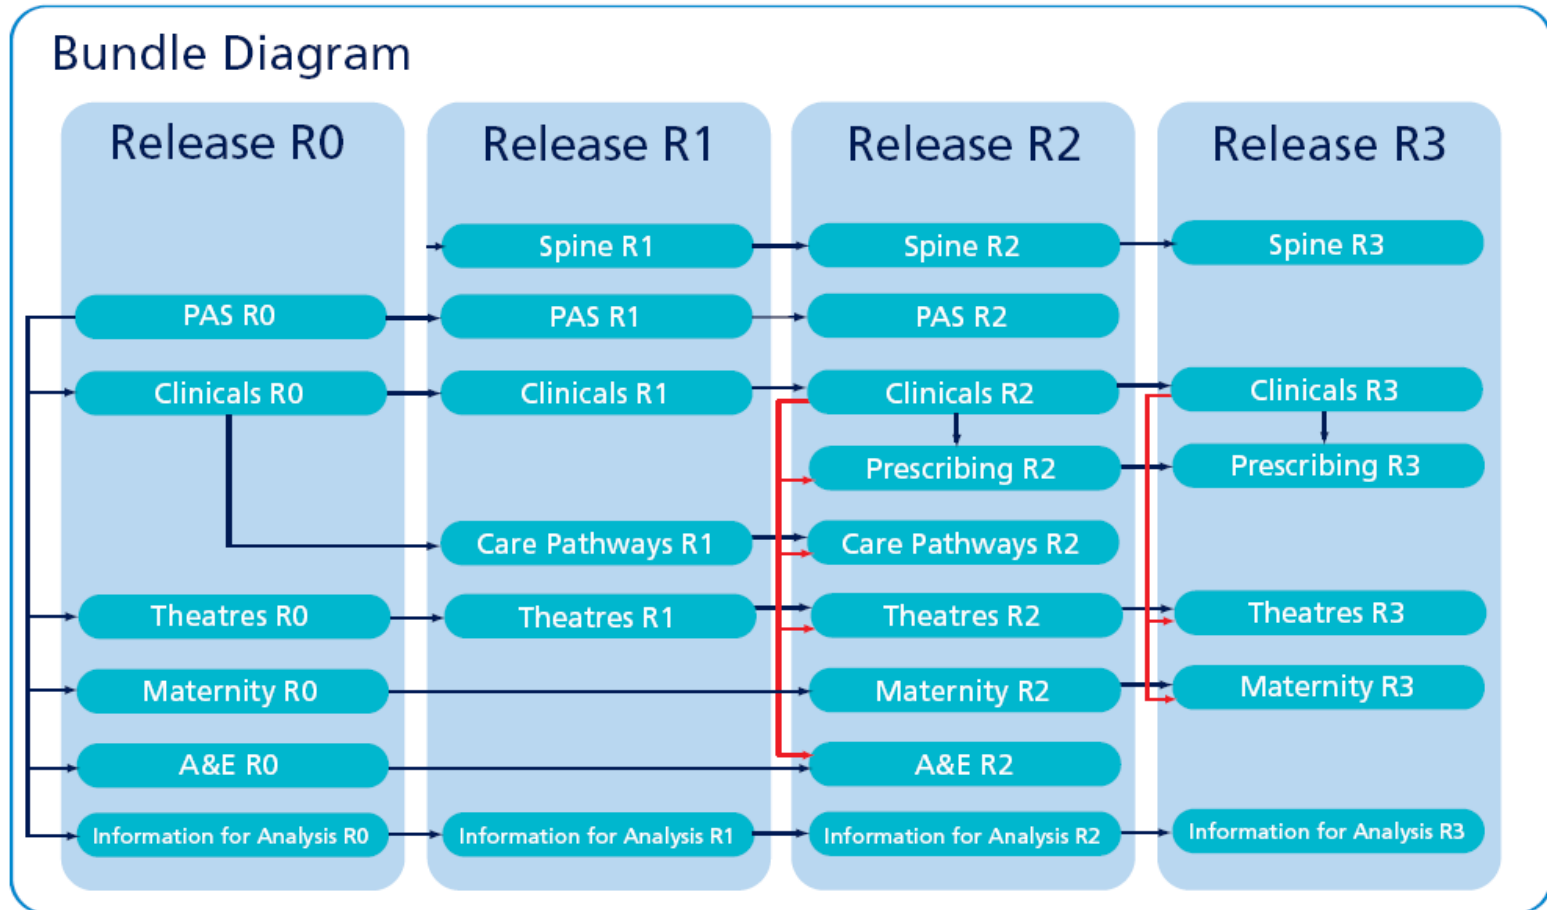 Bundle Diagram
Release R0
Release R1
Release R2
Release R3
Spine R1
Spine R2
Spine R3
PAS R0
PAS R1
PAS R2
Clinicals R0
Clinicals R1
Clinicals R2
Clinicals R3
Prescribing R2
Prescribing R3
Care Pathways R1
Care Pathways R2
Theatres R0
Theatres R1
Theatres R2
Theatres R3
Maternity R0
Maternity R2
Maternity R3
A&E R0
A&E R2
Information for Analysis R0
Information for Analysis R1
Information for Analysis R2
Information for Analysis R3